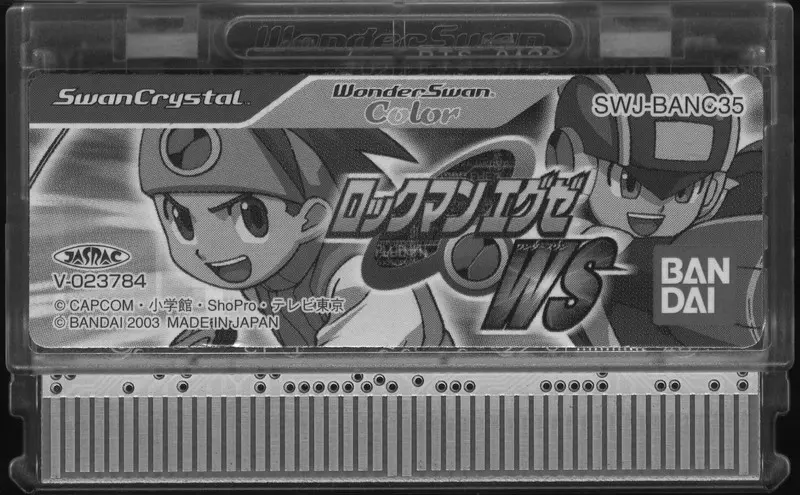 WonderSwan
SwanCrystal
WonderSwan
Color
SWJ-BANC35
ロックマン エグゼ
WS
JASRAC
V-023784
BAN
DAI
© CAPCOM・小学館・ShoPro・テレビ東京
© BANDAI 2003 MADE IN JAPAN